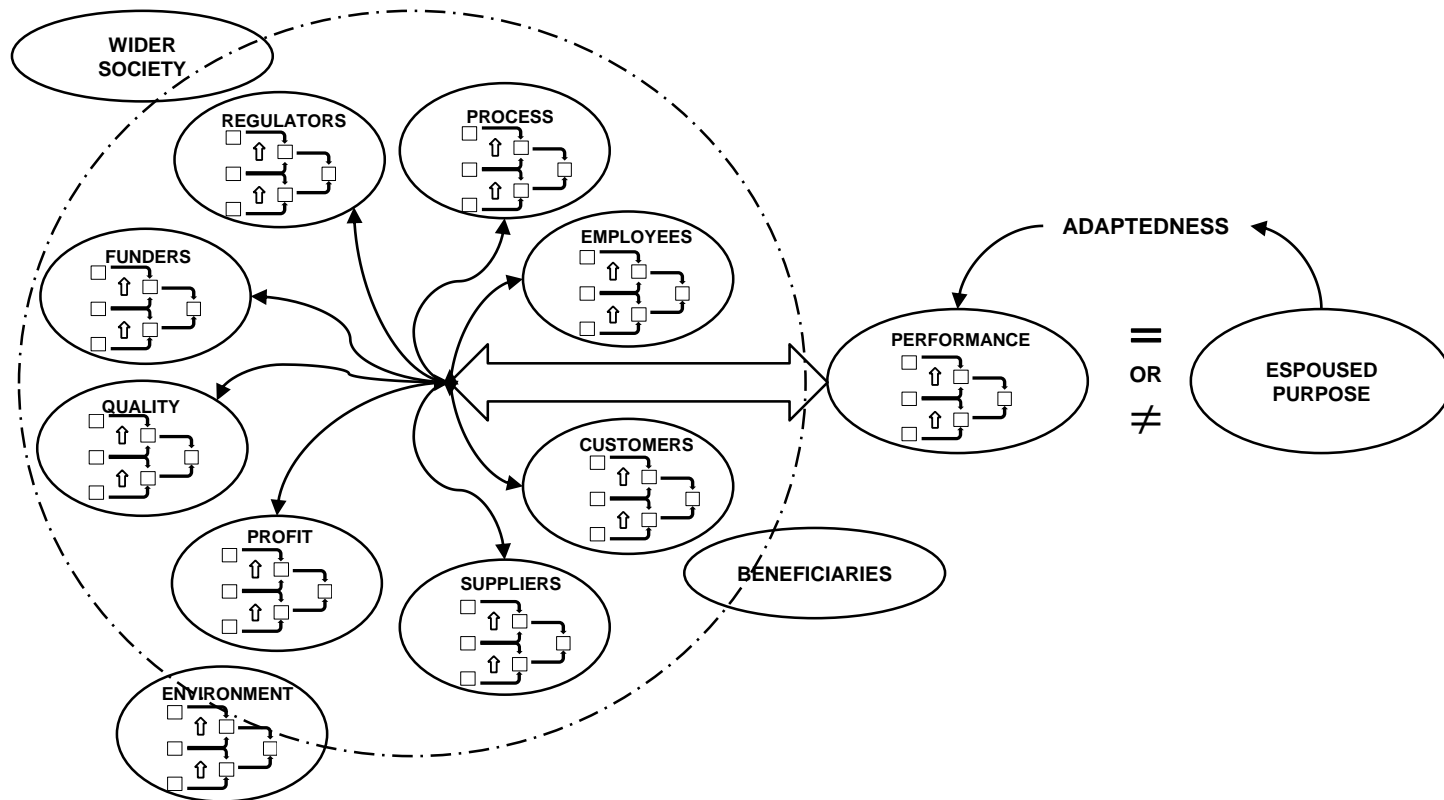 WIDER
SOCIETY
REGULATORS
PROCESS
EMPLOYEES
FUNDERS
ADAPTEDNESS
PERFORMANCE
=
OR
≠
ESPOUSED
PURPOSE
QUALITY
CUSTOMERS
PROFIT
SUPPLIERS
BENEFICIARIES
ENVIRONMENT